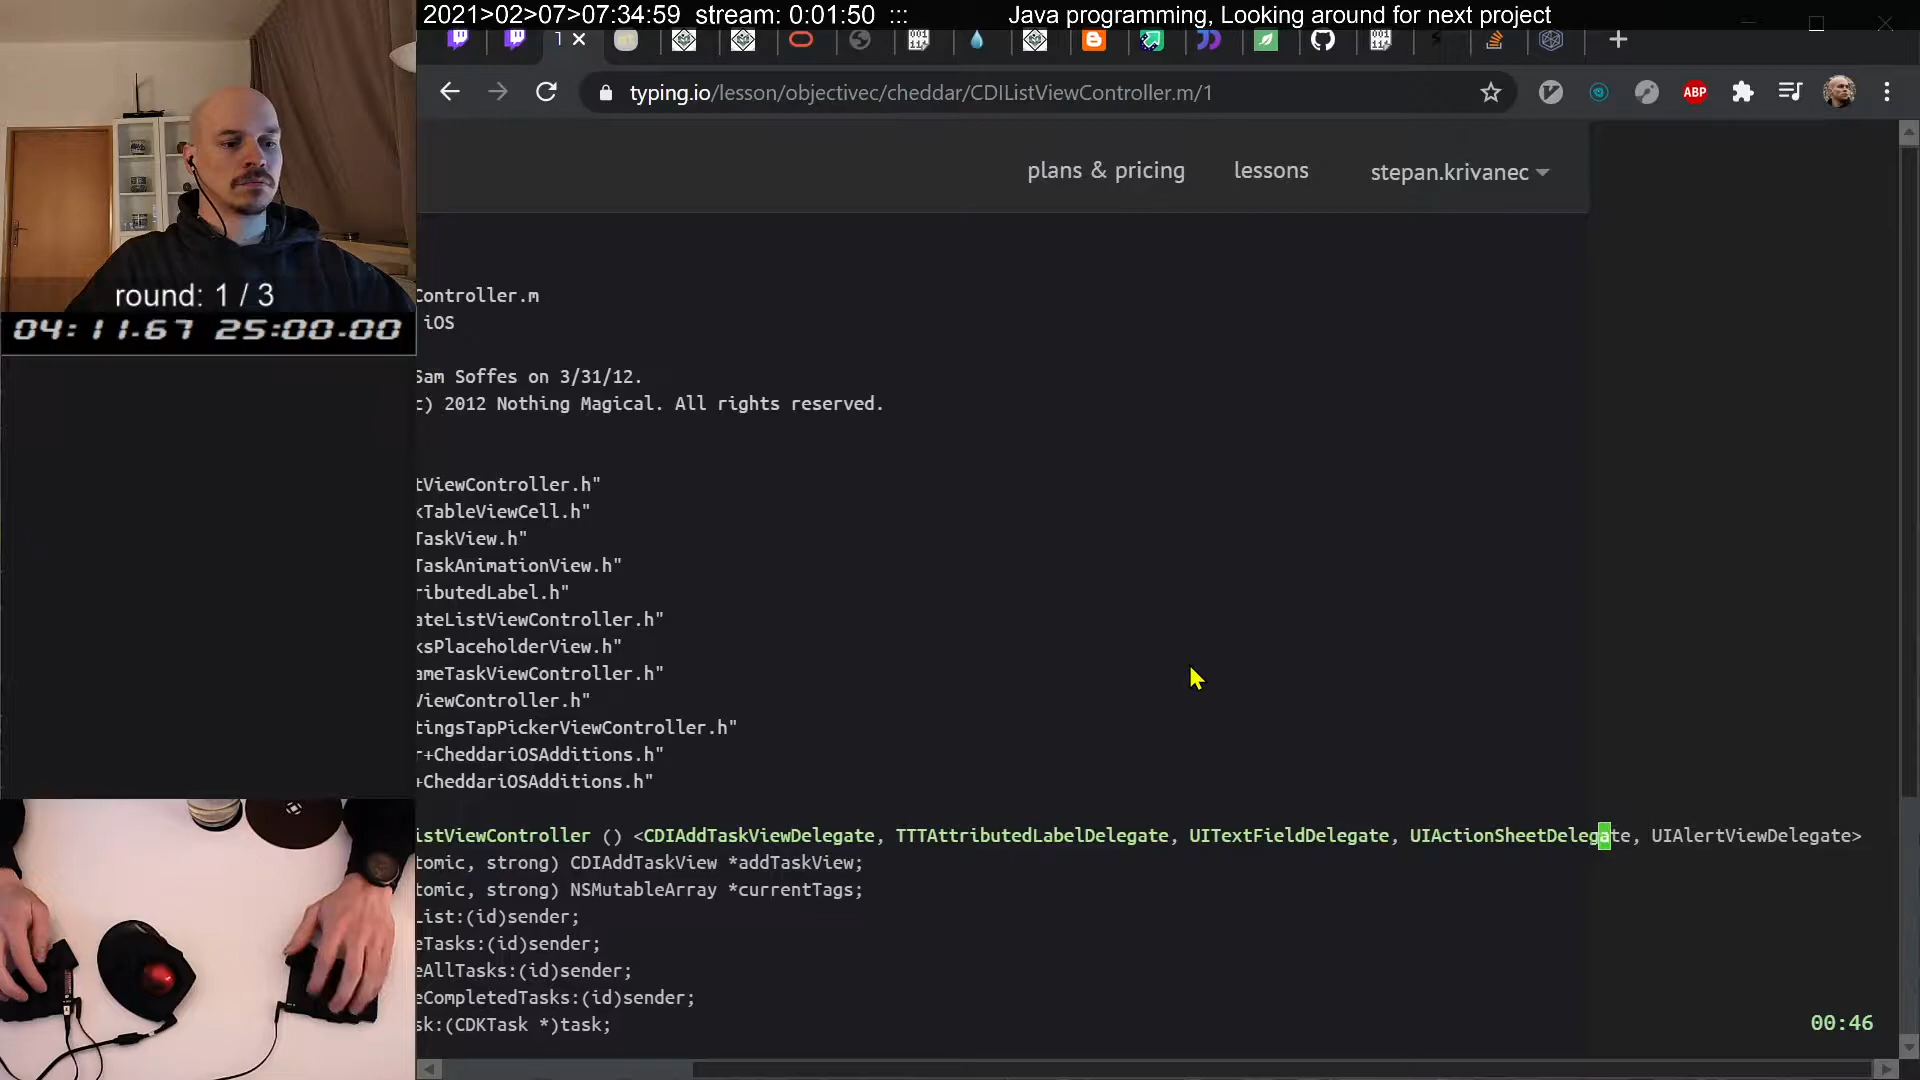 2021>02>07>07:34:59 stream: 0:01:50 ::: Java programming, Looking around for next project
typing.io/lesson/objectivec/cheddar/CDIListViewController.m/1
ABP
plans & pricing
lessons
stepan.krivanec
round: 1 / 3
04:11.67 25:00.00
Controller.m
iOS
Sam Soffes on 3/31/12.
c) 2012 Nothing Magical. All rights reserved.
tViewController.h"
kTableViewCell.h"
TaskView.h"
TaskAnimationView.h"
ributedLabel.h"
ateListViewController.h"
ksPlaceholderView.h"
ameTaskViewController.h"
ViewController.h"
tingsTapPickerViewController.h"
r+CheddariOSAdditions.h"
+CheddariOSAdditions.h"
istViewController () <CDIAddTaskViewDelegate, TTTAttributedLabelDelegate, UITextFieldDelegate, UIActionSheetDelegate, UIAlertViewDelegate>
tomic, strong) CDIAddTaskView *addTaskView;
tomic, strong) NSMutableArray *currentTags;
List:(id)sender;
eTasks:(id)sender;
eAllTasks:(id)sender;
eCompletedTasks:(id)sender;
sk:(CDKTask *)task;
00:46